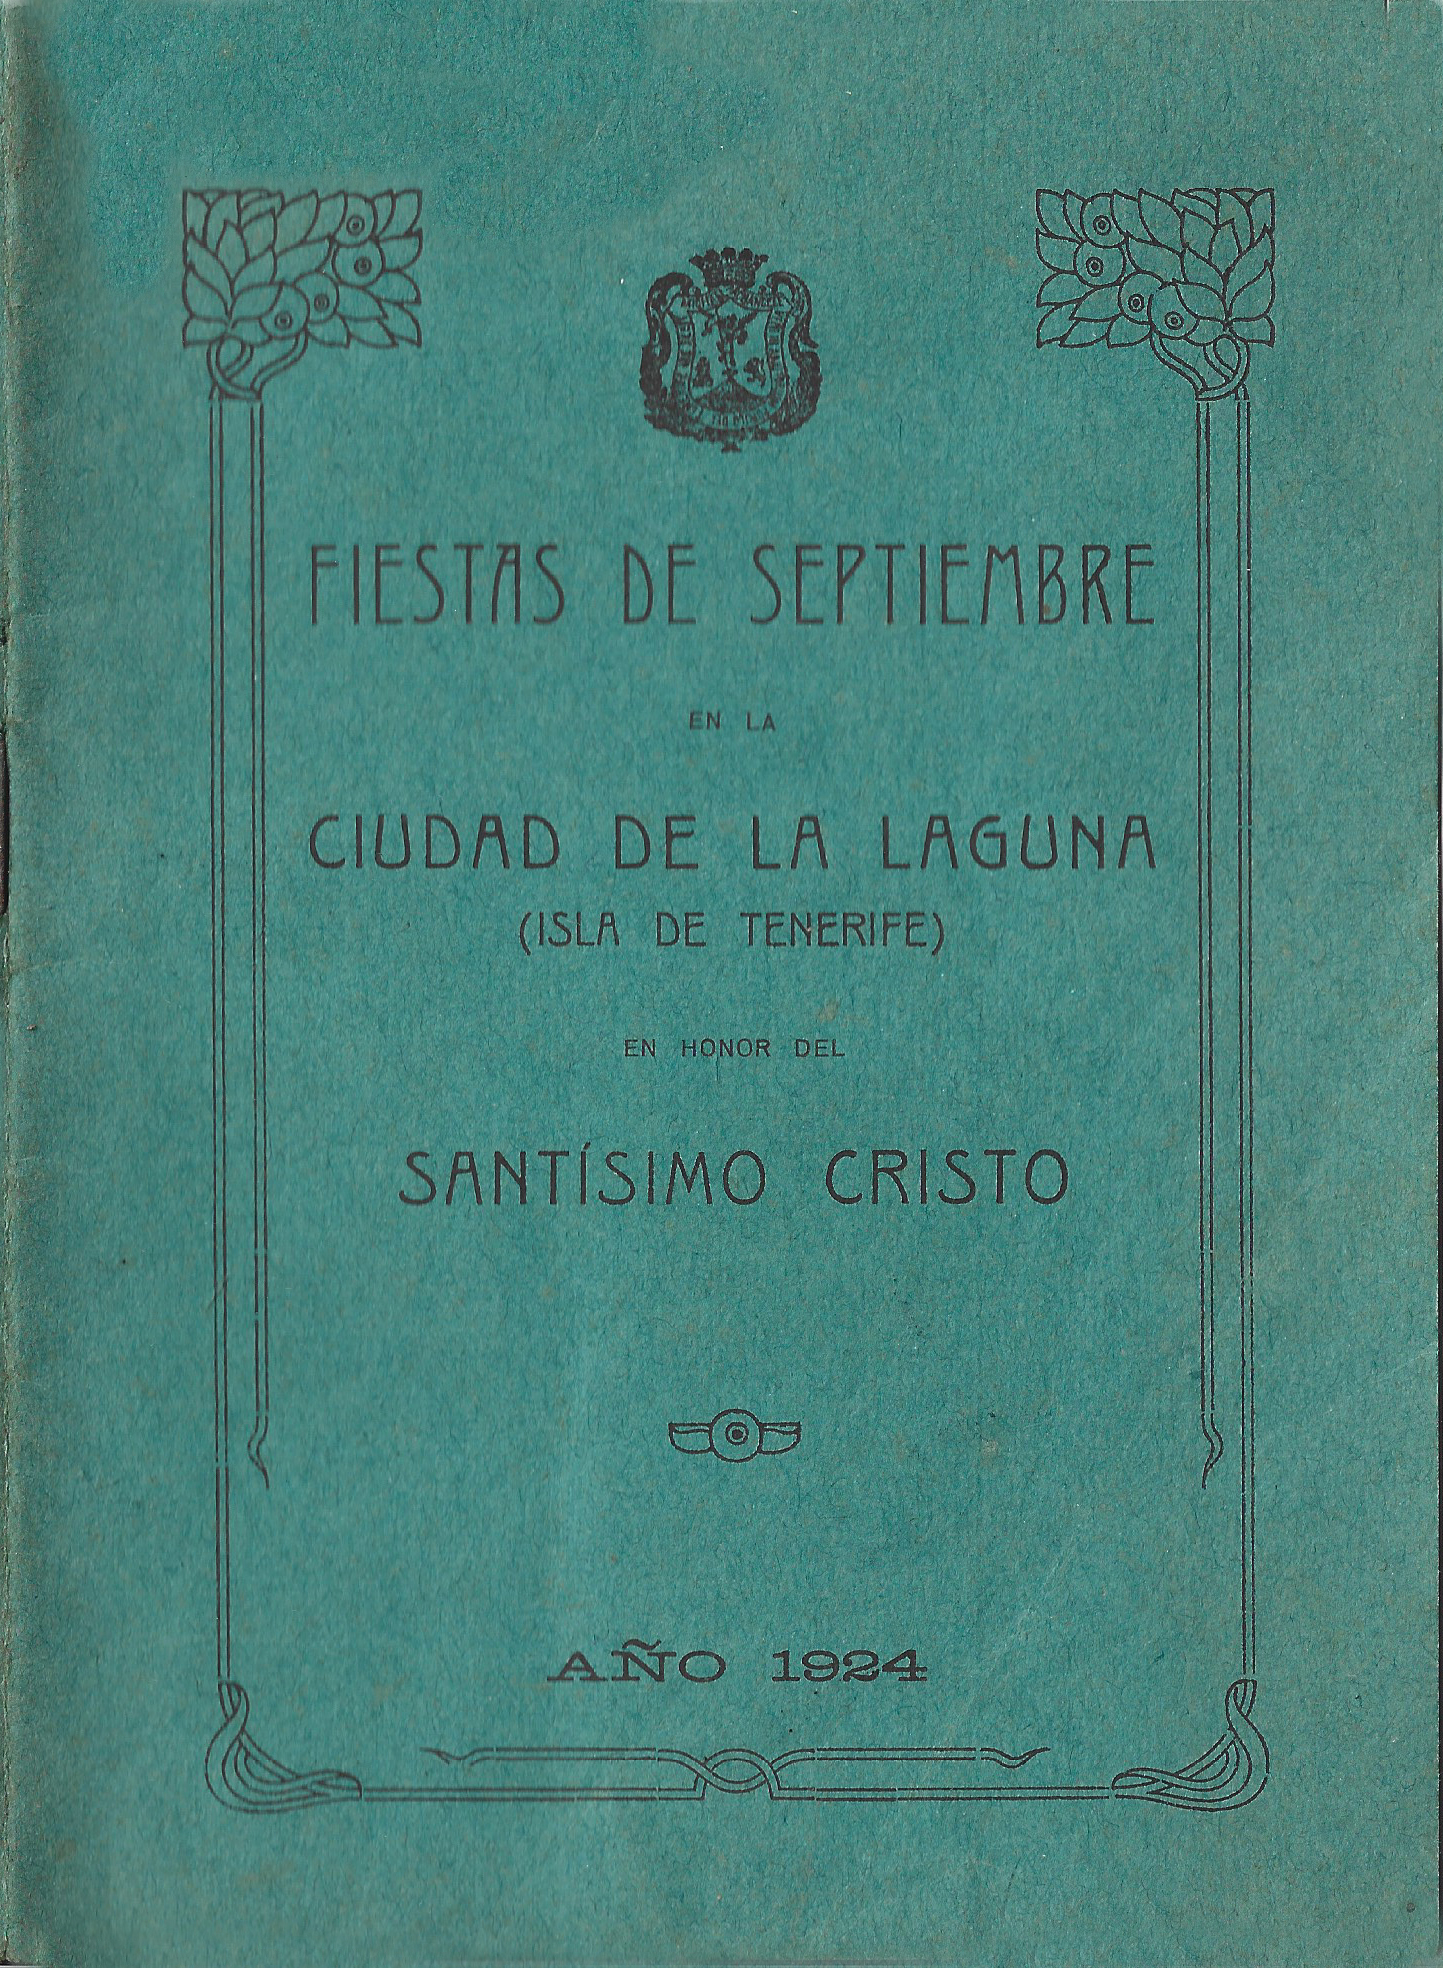 FIESTAS DE SEPTIEMBRE
EN LA
CIUDAD DE LA LAGUNA
(ISLA DE TENERIFE)
EN HONOR DEL
SANTÍSIMO CRISTO
AÑO 1924